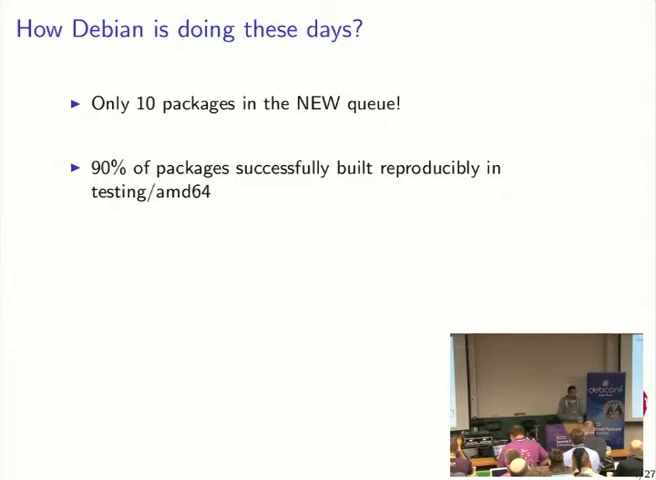 How Debian is doing these days?
Only 10 packages in the NEW queue!
90% of packages successfully built reproducibly in
testing/amd64
debconf
/27